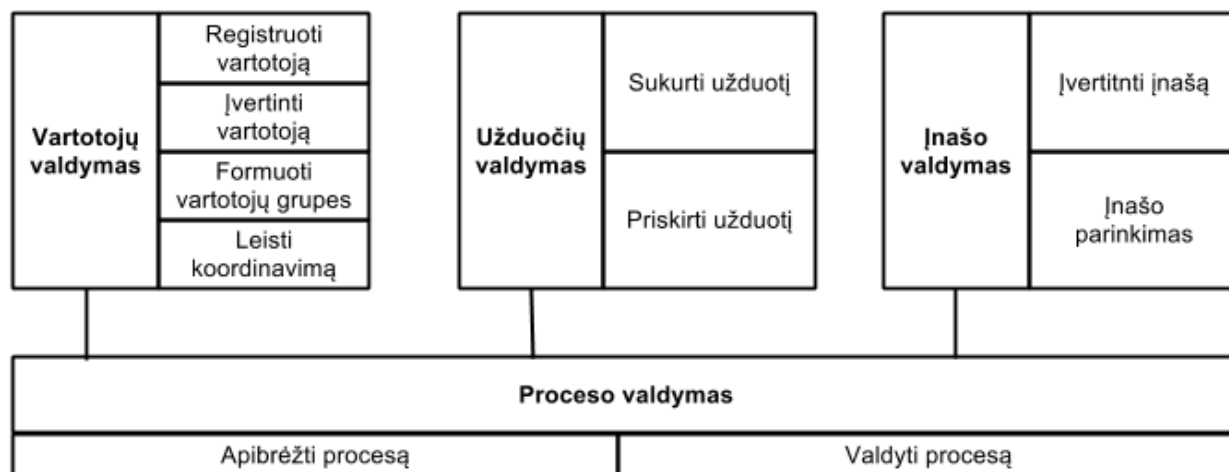 Vartotojų
valdymas
Registruoti
vartotoją
Įvertinti
vartotoją
Formuoti
vartotojų grupes
Leisti
koordinavimą
Užduočių
valdymas
Sukurti užduotį
Priskirti užduotį
Įnašo
valdymas
Įvertitnti įnašą
Įnašo
parinkimas
Proceso valdymas
Apibrėžti procesą
Valdyti procesą